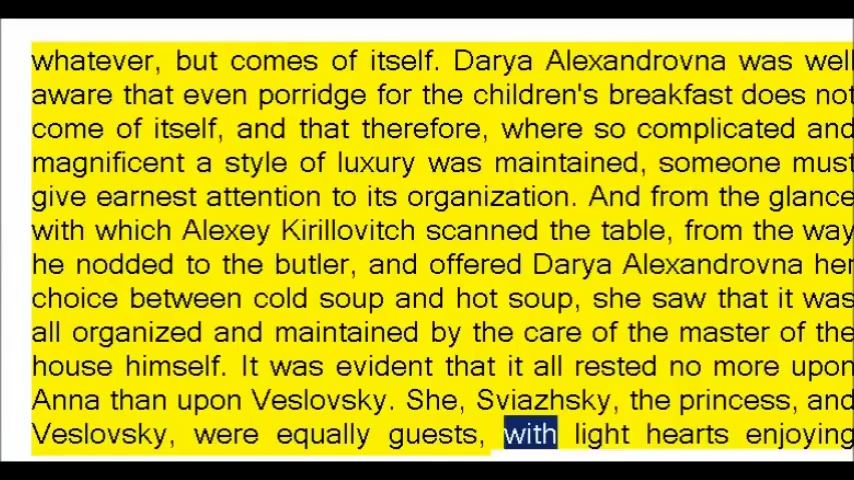 whatever, but comes of itself. Darya Alexandrovna was well
aware that even porridge for the children's breakfast does not
come of itself, and that therefore, where so complicated and
magnificent a style of luxury was maintained, someone must
give earnest attention to its organization. And from the glance
with which Alexey Kirillovitch scanned the table, from the way
he nodded to the butler, and offered Darya Alexandrovna her
choice between cold soup and hot soup, she saw that it was
all organized and maintained by the care of the master of the
house himself. It was evident that it all rested no more upon
Anna than upon Veslovsky. She, Sviazhsky, the princess, and
Veslovsky, were equally guests, with light hearts enjoying